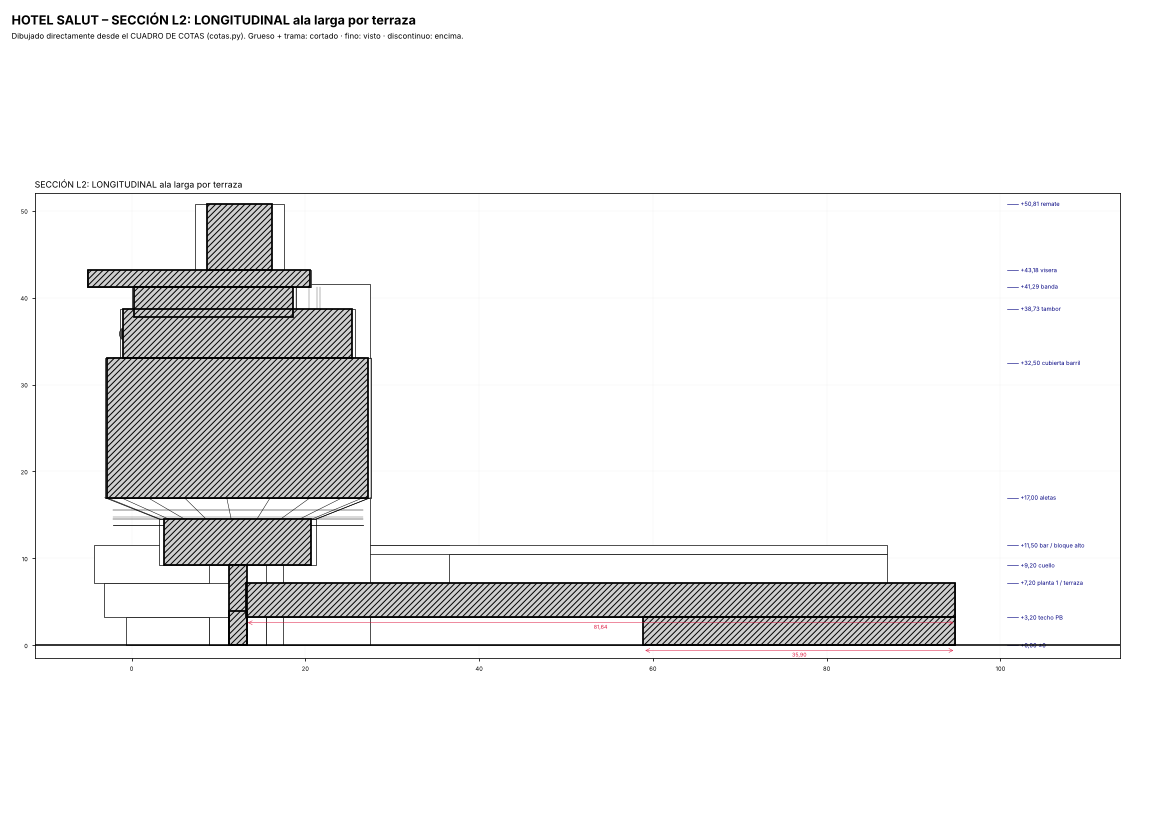 HOTEL SALUT – SECCIÓN L2: LONGITUDINAL ala larga por terraza
Dibujado directamente desde el CUADRO DE COTAS (cotas.py). Grueso + trama: cortado · fino: visto · discontinuo: encima.
SECCIÓN L2: LONGITUDINAL ala larga por terraza
50
+50,81 remate
+43,18 visera
+41,29 banda
40
+38,73 tambor
+32,50 cubierta barril
30
20
+17,00 aletas
+11,50 bar / bloque alto
10
+9,20 cuello
+7,20 planta 1 / terraza
+3,20 techo PB
81,64
0
35,90
0
20
40
60
80
100